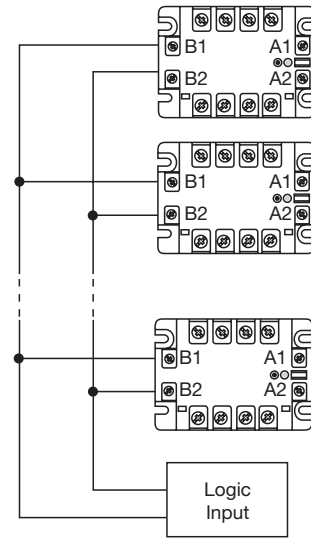 B1 A1
B2 A2
B1 A1
B2 A2
B1 A1
B2 A2
Logic
Input